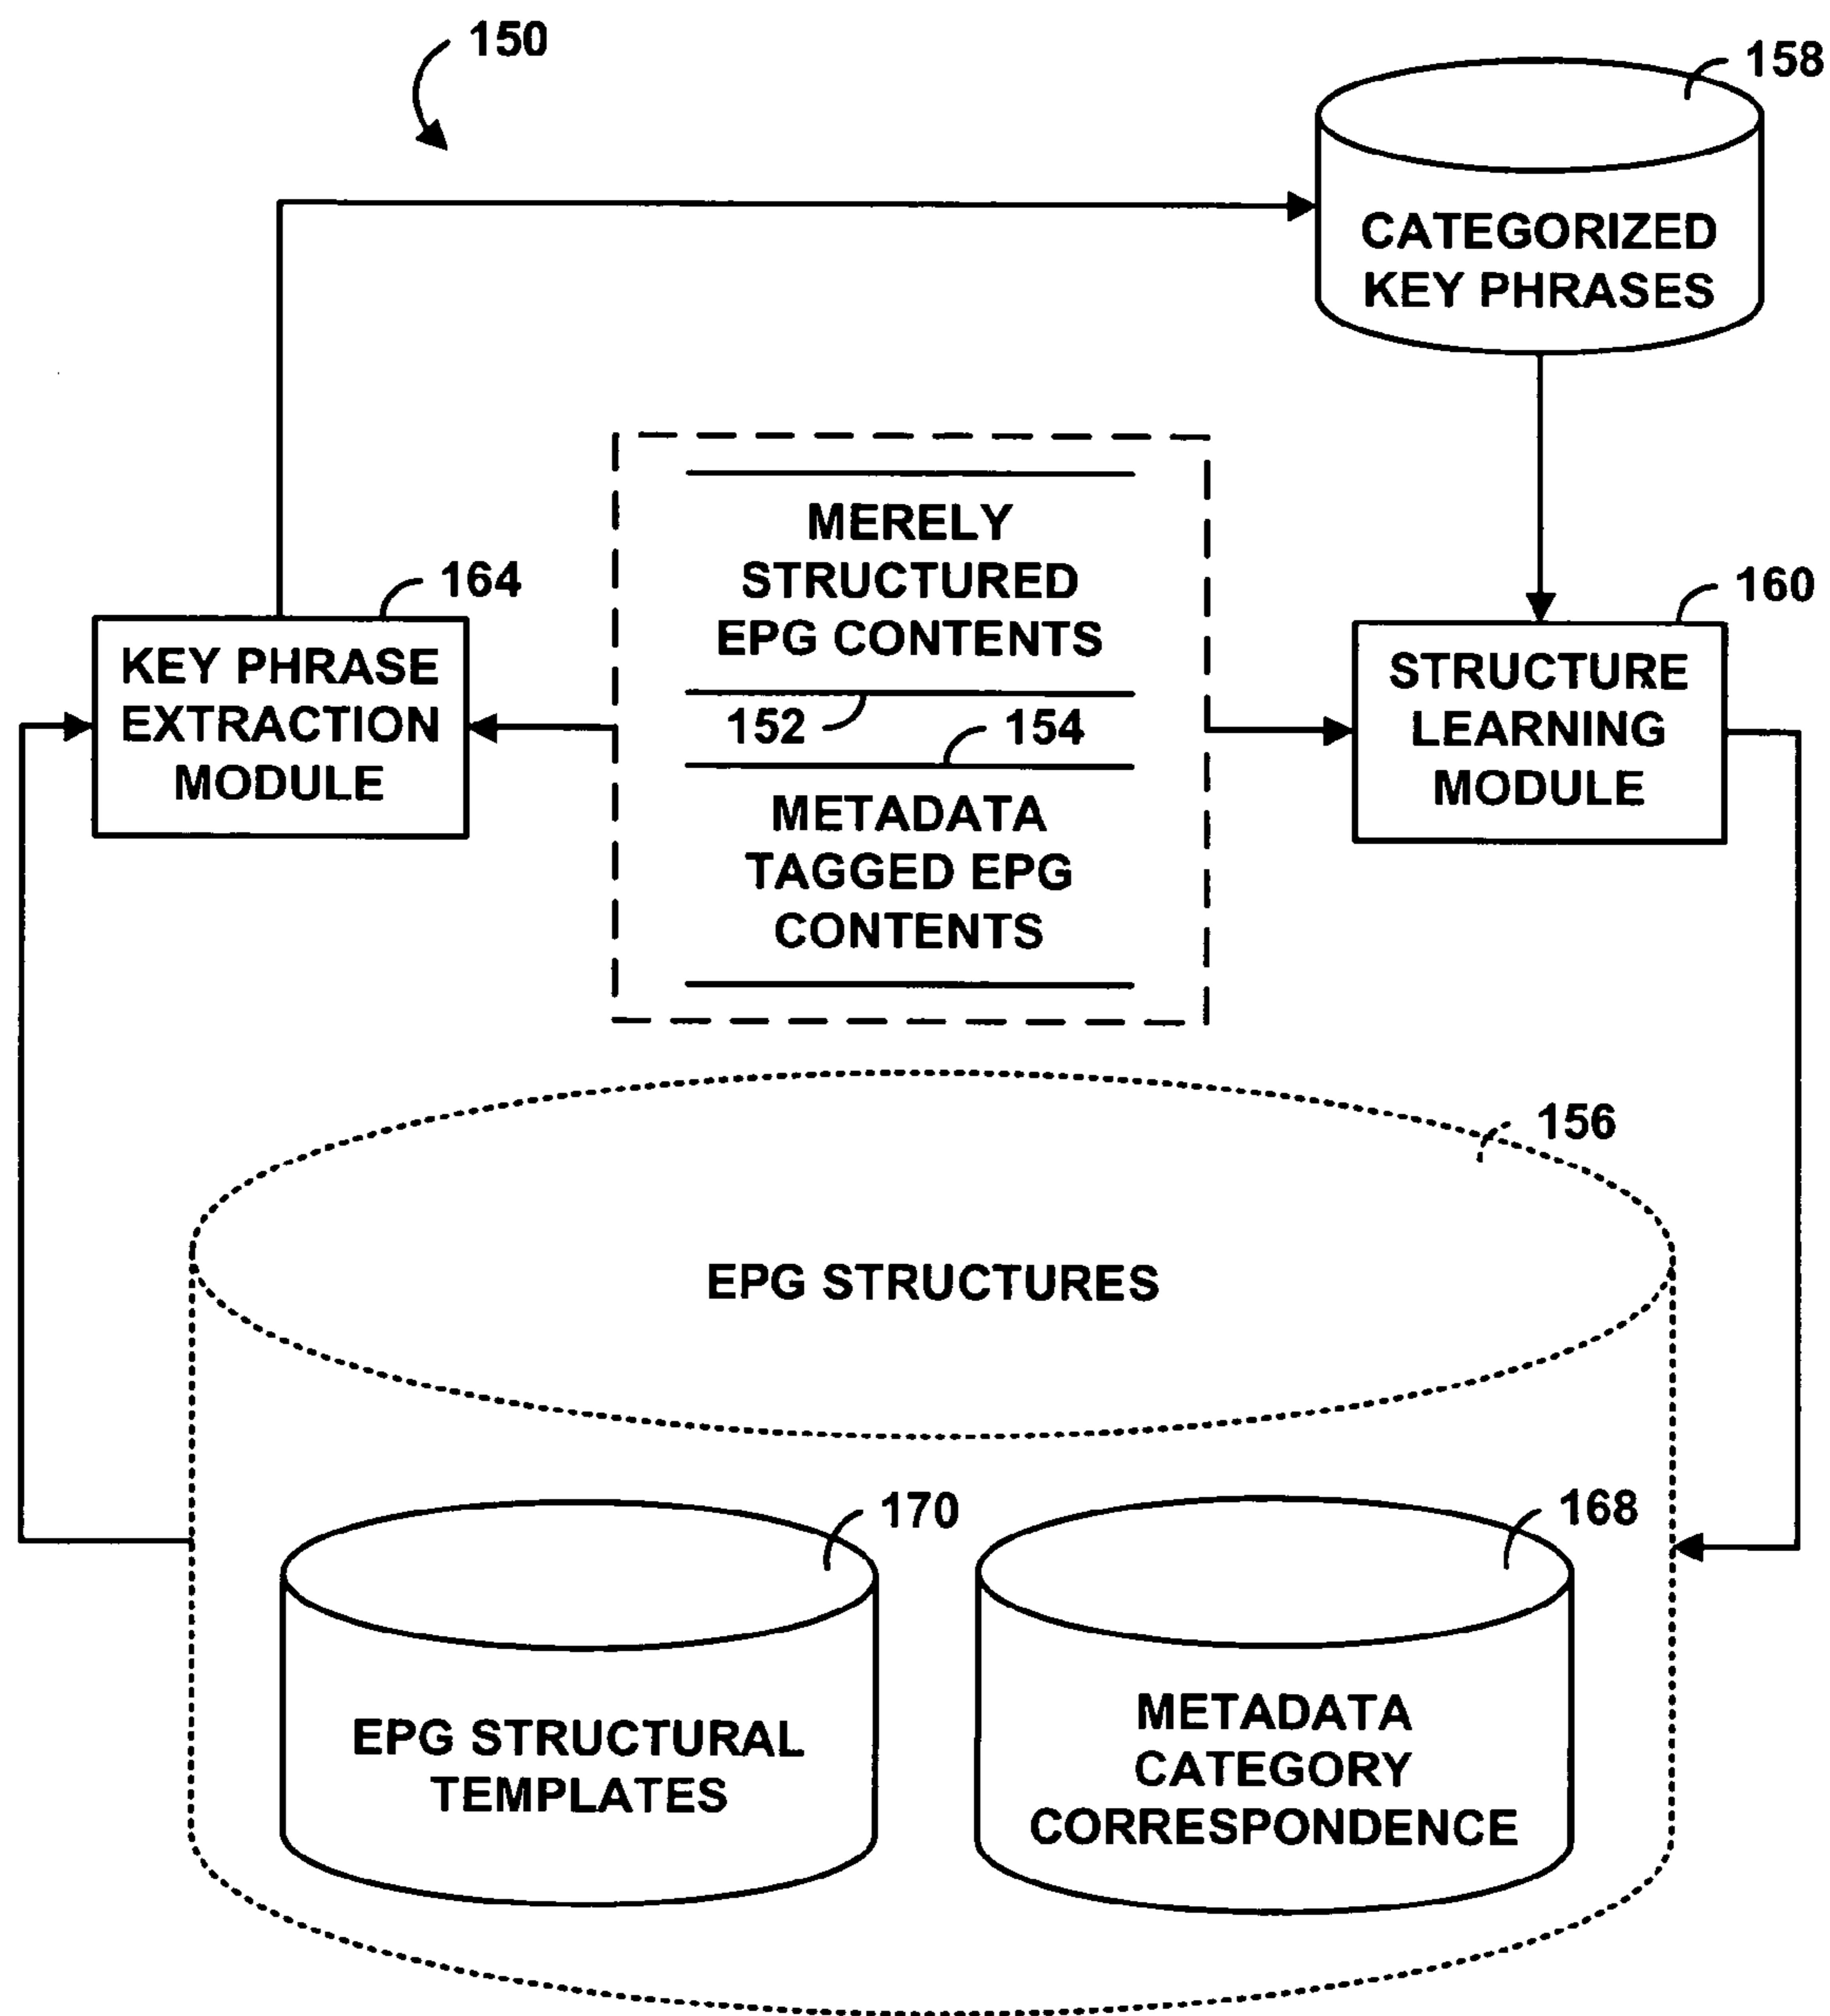 150
158
CATEGORIZED
KEY PHRASES
MERELY
STRUCTURED
EPG CONTENTS
164
KEY PHRASE
EXTRACTION
MODULE
160
STRUCTURE
LEARNING
MODULE
152
154
METADATA
TAGGED EPG
CONTENTS
156
EPG STRUCTURES
170
EPG STRUCTURAL
TEMPLATES
168
METADATA
CATEGORY
CORRESPONDENCE